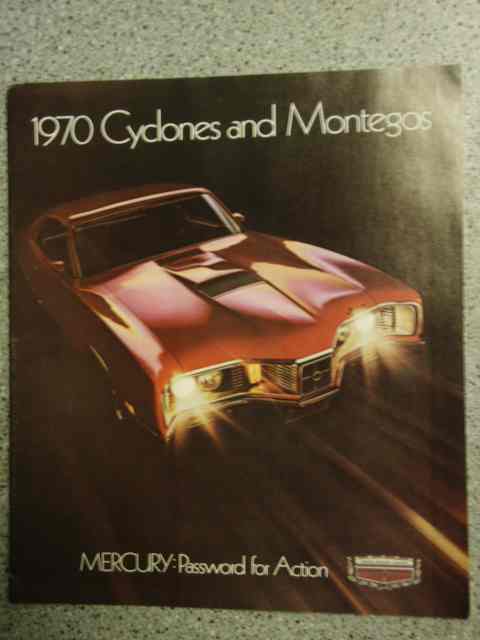 1970 Cyclones and Montegos
MERCURY: Password for Action